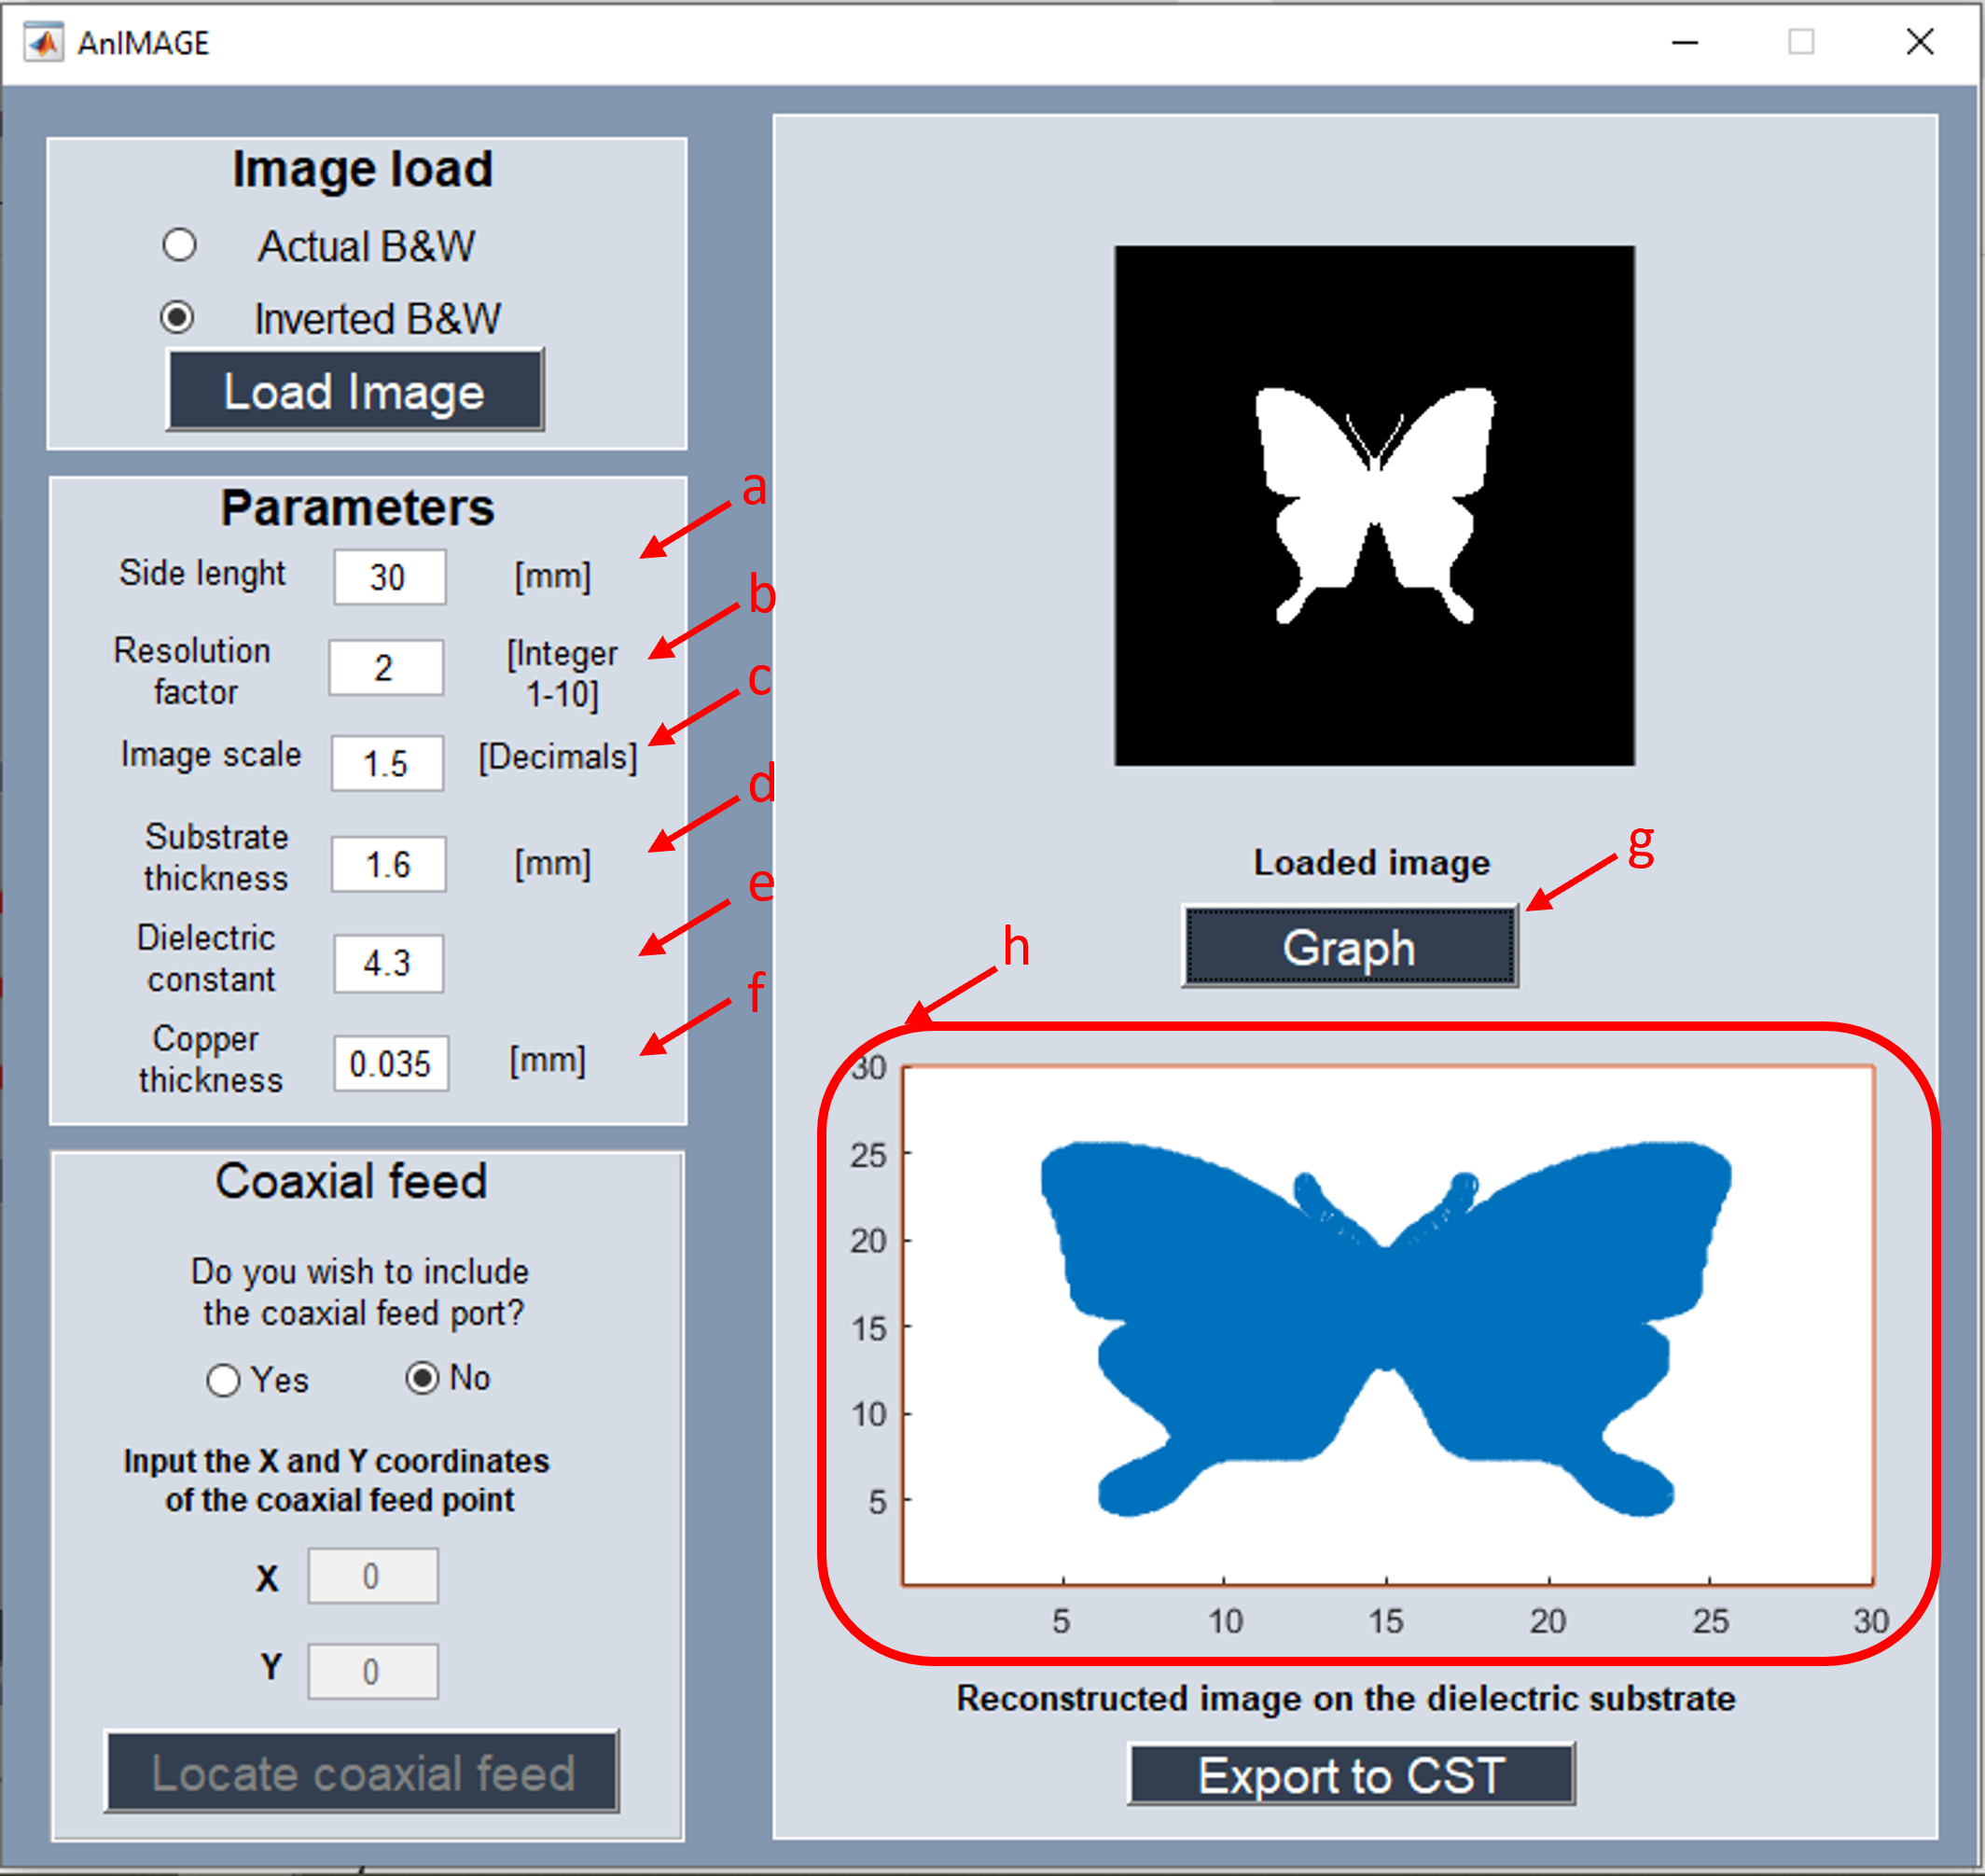 AnIMAGE
Image load
Actual B&W
Inverted B&W
Load Image
Parameters
Side lenght 30 [mm]
a
Resolution
factor
2
[Integer
1-10]
b
Image scale 1.5 [Decimals]
c
Substrate
thickness
1.6 [mm]
d
Dielectric
constant
4.3
e
Copper
thickness
0.035 [mm]
f
Coaxial feed
Do you wish to include
the coaxial feed port?
Yes No
Input the X and Y coordinates
of the coaxial feed point
X 0
Y 0
Locate coaxial feed
Loaded image
g
Graph
h
30
25
20
15
10
5
5 10 15 20 25 30
Reconstructed image on the dielectric substrate
Export to CST